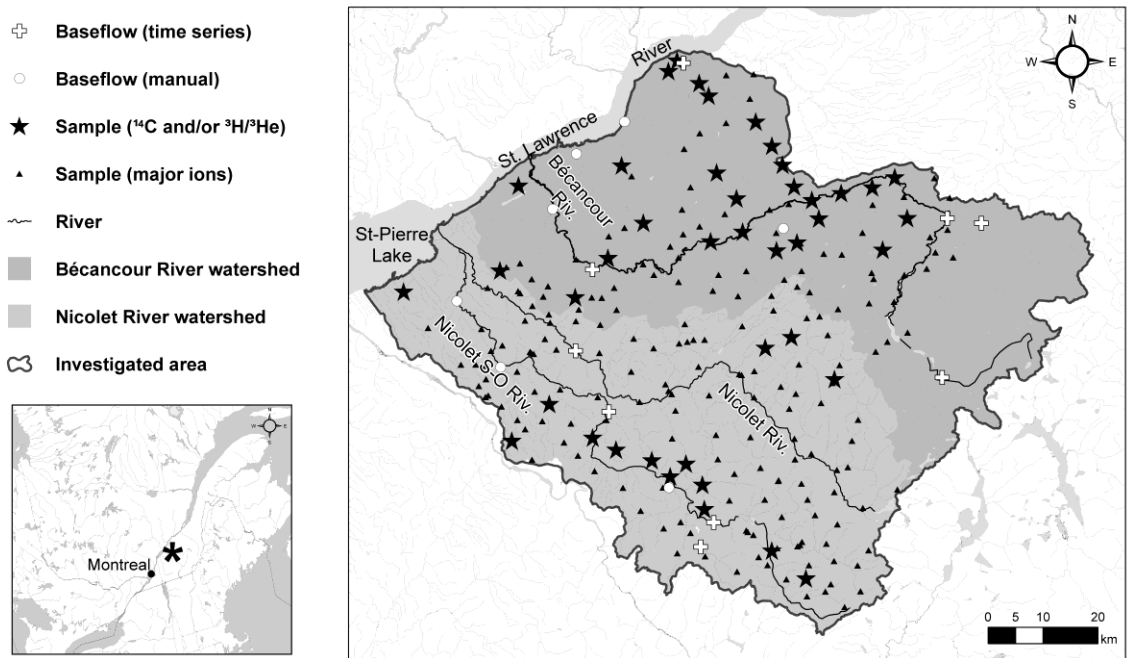 Baseflow (time series)
Baseflow (manual)
Sample (¹⁴C and/or ³H/³He)
Sample (major ions)
River
Bécancour River watershed
Nicolet River watershed
Investigated area
N
W E
Montreal
N
W E
S
River
St. Lawrence
Bécancour
Riv.
St-Pierre
Lake
Nicolet S-O Riv.
Nicolet Riv.
0 5 10 20
km